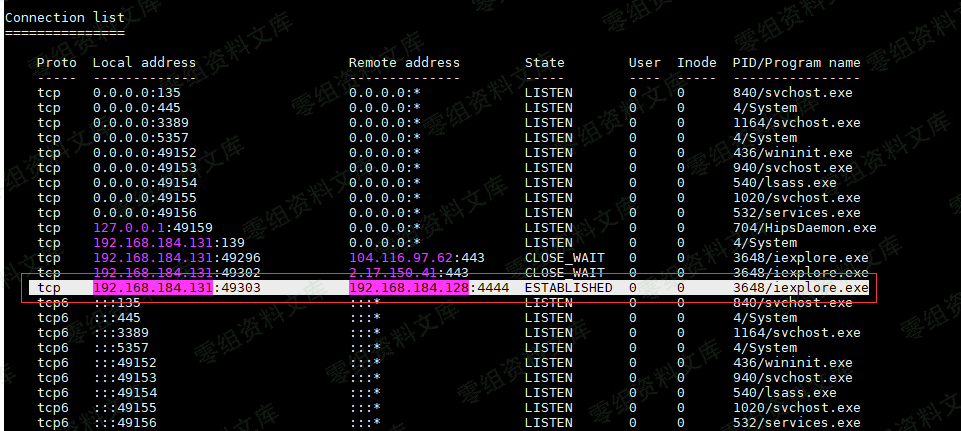 Connection list
===============
Proto Local address Remote address State User Inode PID/Program name
----- ------------- -------------- ----- ---- ----- ----------------
tcp 0.0.0.0:135 0.0.0.0:* LISTEN 0 0 840/svchost.exe
tcp 0.0.0.0:445 0.0.0.0:* LISTEN 0 0 4/System
tcp 0.0.0.0:3389 0.0.0.0:* LISTEN 0 0 1164/svchost.exe
tcp 0.0.0.0:5357 0.0.0.0:* LISTEN 0 0 4/System
tcp 0.0.0.0:49152 0.0.0.0:* LISTEN 0 0 436/wininit.exe
tcp 0.0.0.0:49153 0.0.0.0:* LISTEN 0 0 940/svchost.exe
tcp 0.0.0.0:49154 0.0.0.0:* LISTEN 0 0 540/lsass.exe
tcp 0.0.0.0:49155 0.0.0.0:* LISTEN 0 0 1020/svchost.exe
tcp 0.0.0.0:49156 0.0.0.0:* LISTEN 0 0 532/services.exe
tcp 127.0.0.1:49159 0.0.0.0:* LISTEN 0 0 704/HipsDaemon.exe
tcp 192.168.184.131:139 0.0.0.0:* LISTEN 0 0 4/System
tcp 192.168.184.131:49296 104.116.97.62:443 CLOSE_WAIT 0 0 3648/iexplore.exe
tcp 192.168.184.131:49302 2.17.150.41:443 CLOSE_WAIT 0 0 3648/iexplore.exe
tcp 192.168.184.131:49303 192.168.184.128:4444 ESTABLISHED 0 0 3648/iexplore.exe
tcp6 :::135 :::* LISTEN 0 0 840/svchost.exe
tcp6 :::445 :::* LISTEN 0 0 4/System
tcp6 :::3389 :::* LISTEN 0 0 1164/svchost.exe
tcp6 :::5357 :::* LISTEN 0 0 4/System
tcp6 :::49152 :::* LISTEN 0 0 436/wininit.exe
tcp6 :::49153 :::* LISTEN 0 0 940/svchost.exe
tcp6 :::49154 :::* LISTEN 0 0 540/lsass.exe
tcp6 :::49155 :::* LISTEN 0 0 1020/svchost.exe
tcp6 :::49156 :::* LISTEN 0 0 532/services.exe
零组资料文库